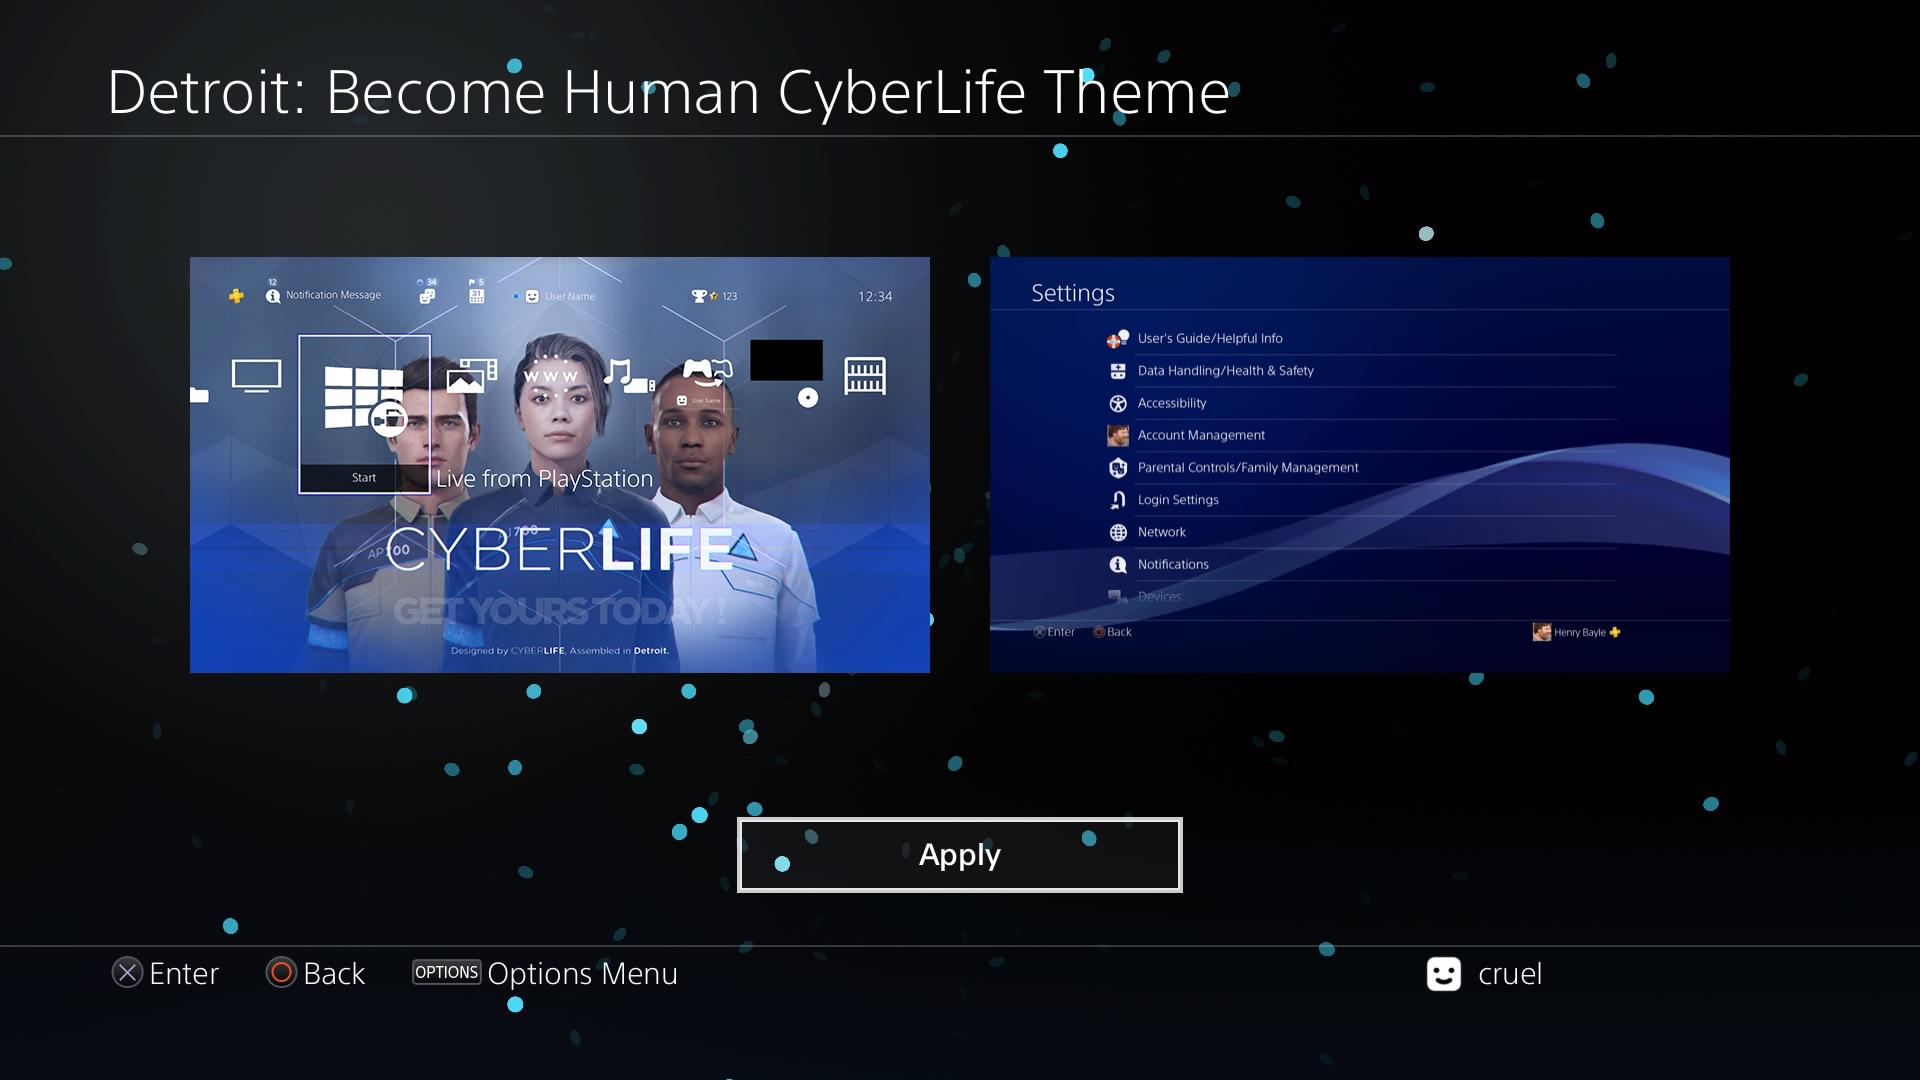 Detroit: Become Human CyberLife Theme
12
Notification Message
34
5
31
User Name
123
12:34
WWW
User Name
Start
Live from PlayStation
AP700
AJ700
CYBERLIFE
GET YOURS TODAY!
Designed by CYBERLIFE, Assembled in Detroit.
Settings
User's Guide/Helpful Info
Data Handling/Health & Safety
Accessibility
Account Management
Parental Controls/Family Management
Login Settings
Network
Notifications
Devices
Enter Back
Henry Bayle
Apply
Enter Back OPTIONS Options Menu
cruel